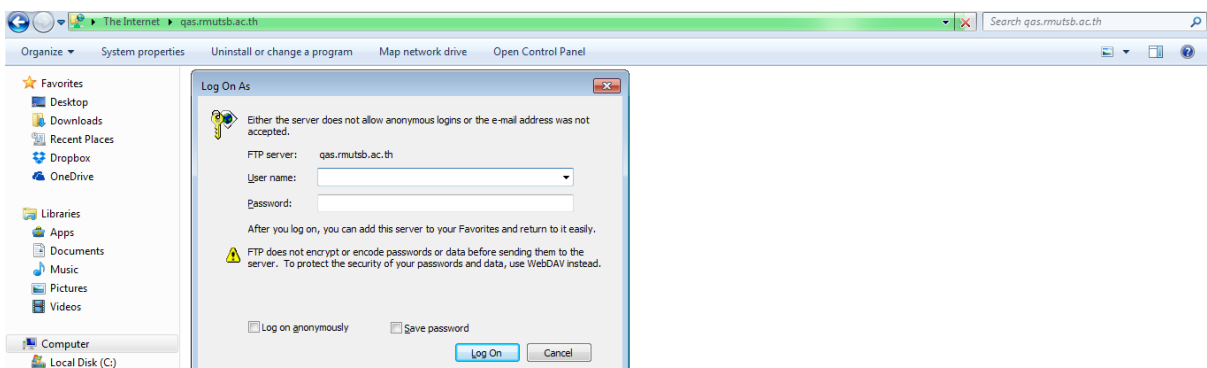 The Internet qas.rmutsb.ac.th
Search qas.rmutsb.ac.th
Organize System properties Uninstall or change a program Map network drive Open Control Panel
Favorites
Desktop
Downloads
Recent Places
Dropbox
OneDrive
Libraries
Apps
Documents
Music
Pictures
Videos
Computer
Local Disk (C:)
Log On As
Either the server does not allow anonymous logins or the e-mail address was not
accepted.
FTP server: qas.rmutsb.ac.th
User name:
Password:
After you log on, you can add this server to your Favorites and return to it easily.
FTP does not encrypt or encode passwords or data before sending them to the
server. To protect the security of your passwords and data, use WebDAV instead.
Log on anonymously Save password
Log On Cancel